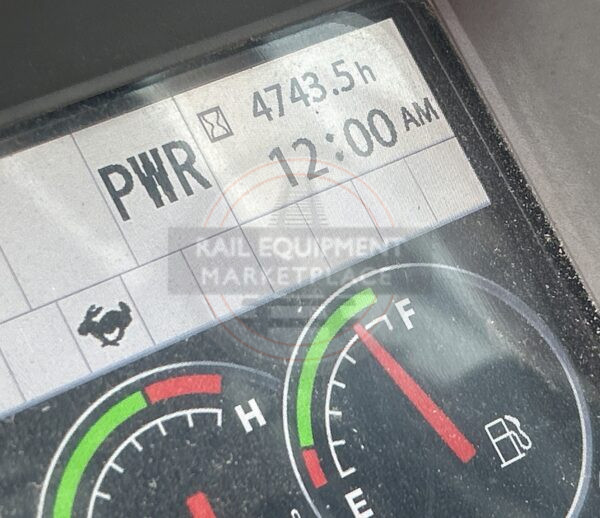 4743.5h
PWR 12:00 AM
RAIL EQUIPMENT
MARKETPLACE
F
H
E